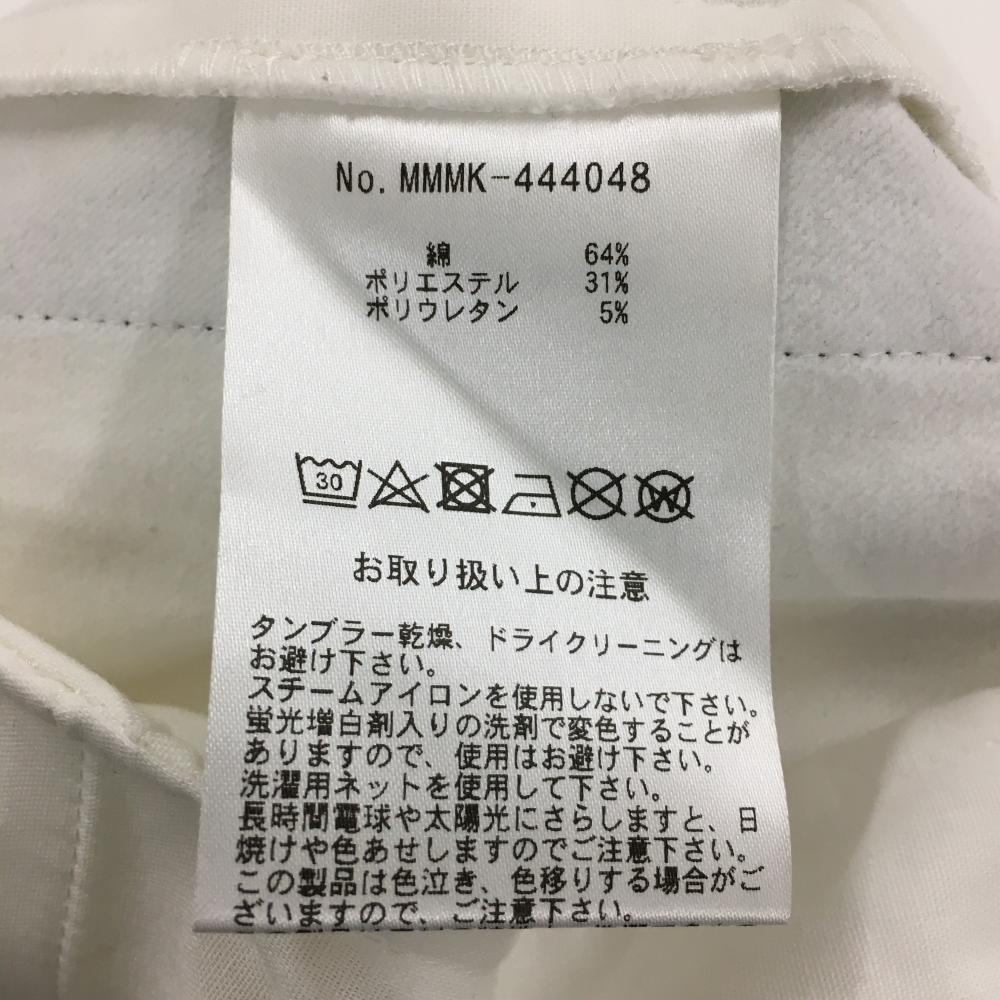 No. MMMK-444048
綿 64%
ポリエステル 31%
ポリウレタン 5%
30 W
お取り扱い上の注意
タンブラー乾燥、ドライクリーニングは
お避け下さい。
スチームアイロンを使用しないで下さい。
蛍光増白剤入りの洗剤で変色することが
ありますので、使用はお避け下さい。
洗濯用ネットを使用して下さい。
長時間電球や太陽光にさらしますと、日
焼けや色あせしますのでご注意下さい。
この製品は色泣き、色移りする場合がご
ざいますので、ご注意下さい。